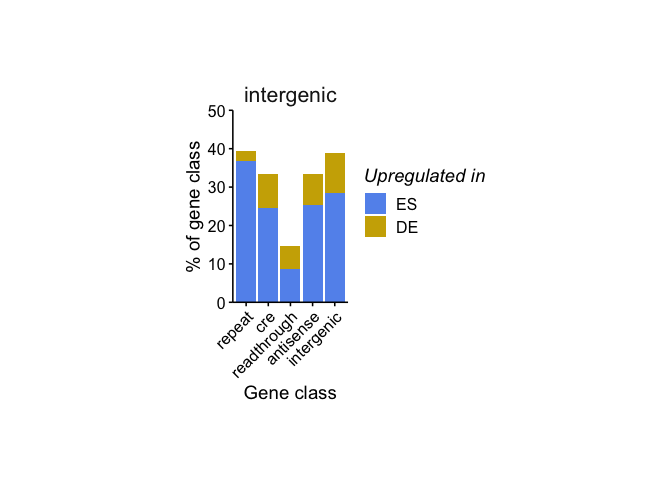 intergenic
% of gene class
50
40
30
20
10
0
repeat
cre
readthrough
antisense
intergenic
Gene class
Upregulated in
ES
DE